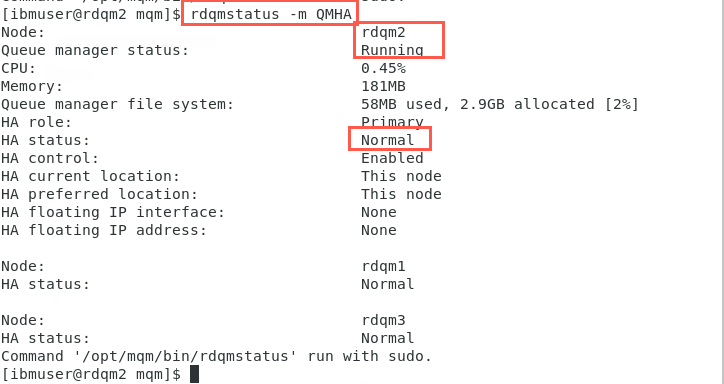 [ibmuser@rdqm2 mqm]$ rdqmstatus -m QMHA
Node: rdqm2
Queue manager status: Running
CPU: 0.45%
Memory: 181MB
Queue manager file system: 58MB used, 2.9GB allocated [2%]
HA role: Primary
HA status: Normal
HA control: Enabled
HA current location: This node
HA preferred location: This node
HA floating IP interface: None
HA floating IP address: None
Node: rdqm1
HA status: Normal
Node: rdqm3
HA status: Normal
Command '/opt/mqm/bin/rdqmstatus' run with sudo.
[ibmuser@rdqm2 mqm]$